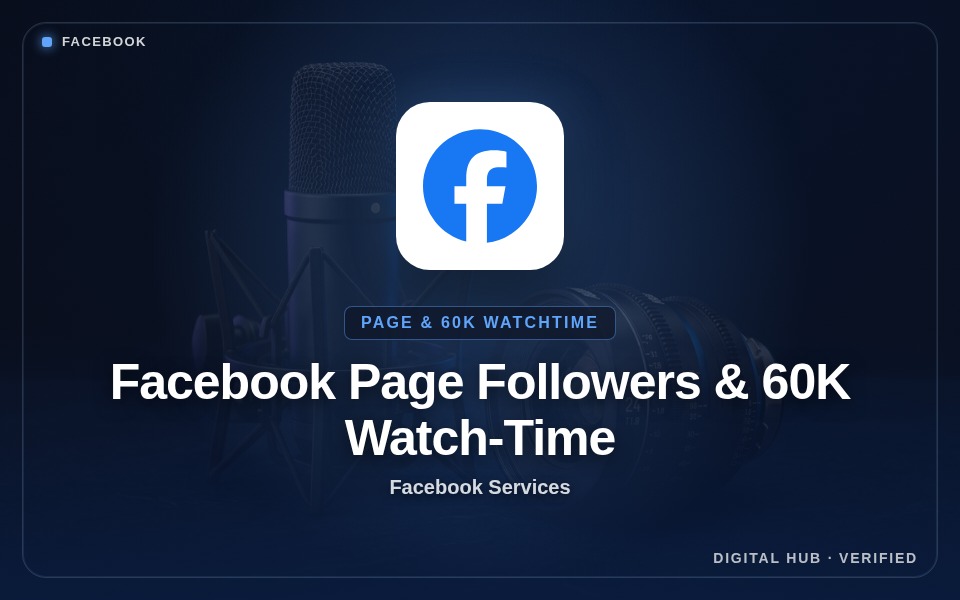 FACEBOOK
PAGE & 60K WATCHTIME
Facebook Page Followers & 60K
Watch-Time
Facebook Services
DIGITAL HUB · VERIFIED